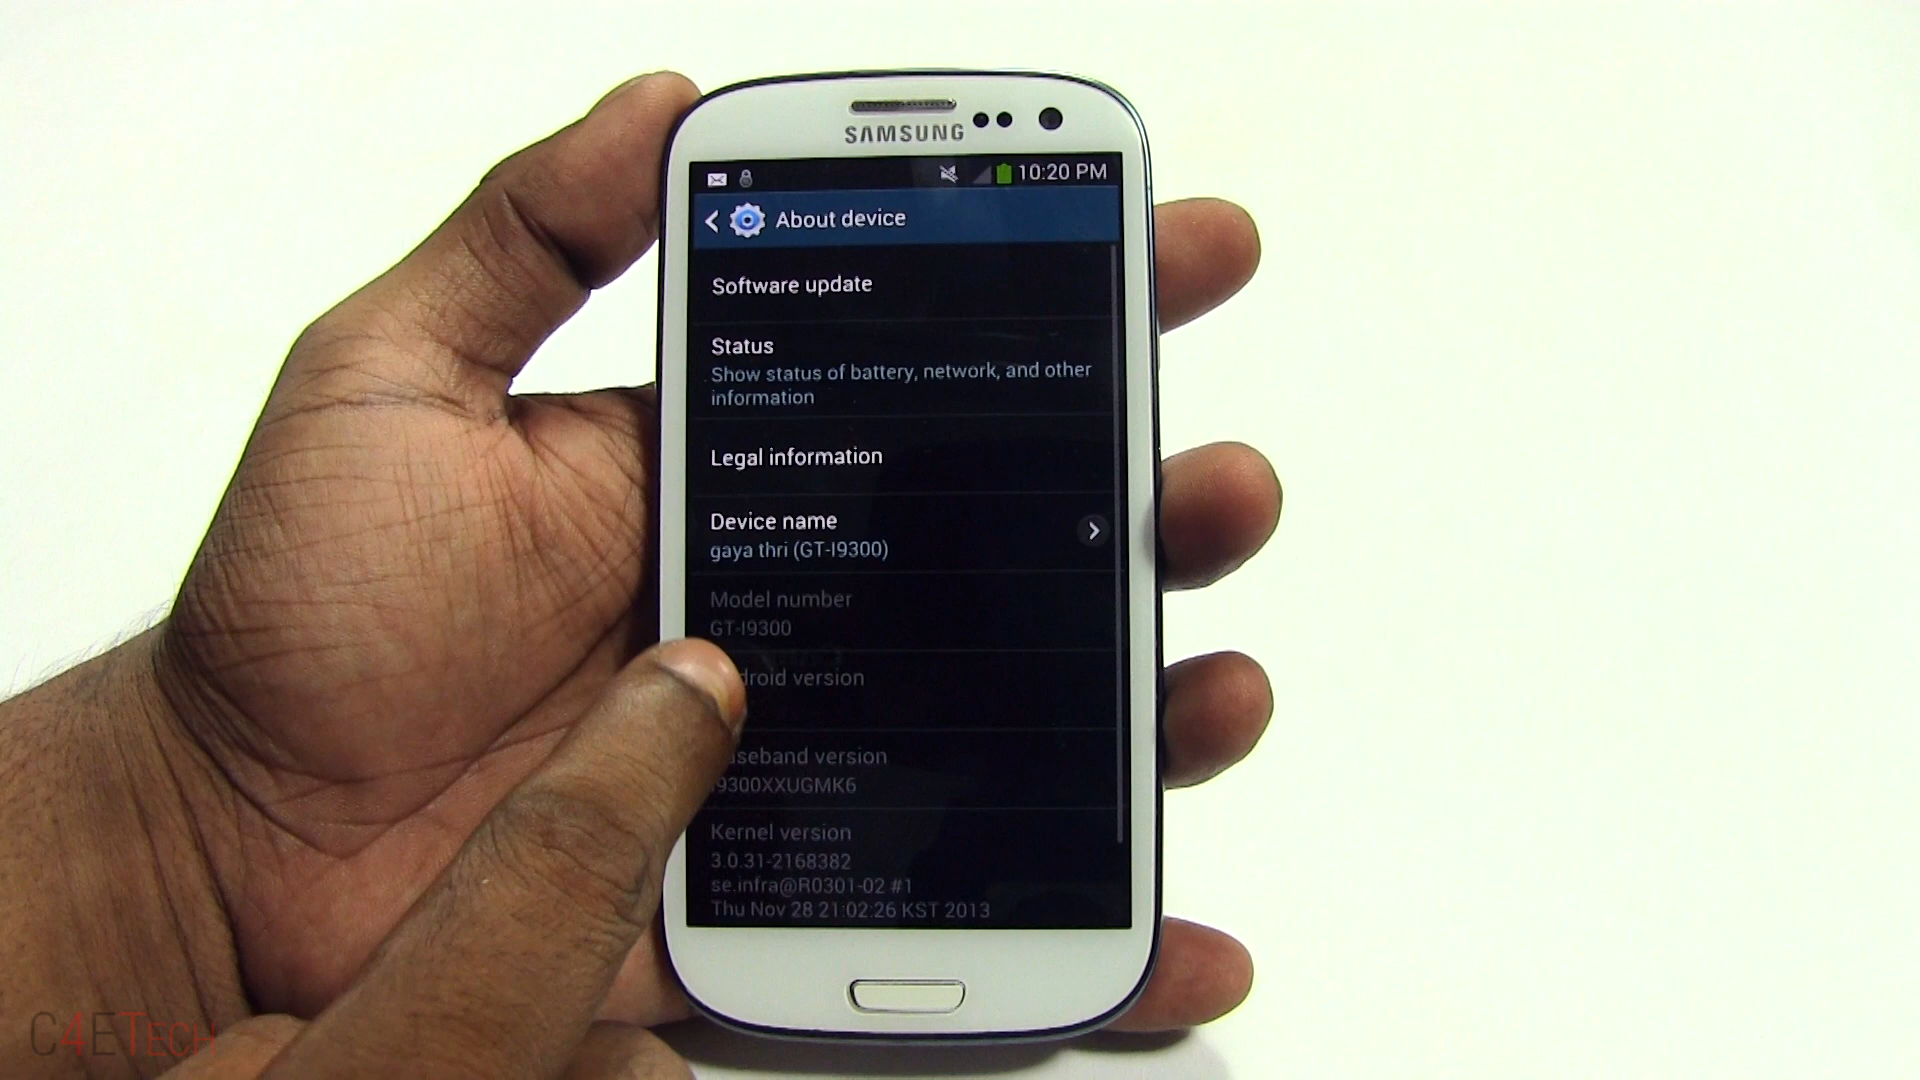 SAMSUNG
10:20 PM
About device
Software update
Status
Show status of battery, network, and other
information
Legal information
Device name
gaya thri (GT-I9300)
Model number
GT-I9300
droid version
seband version
9300XXUGMK6
Kernel version
3.0.31-2168382
se.infra@R0301-02 #1
Thu Nov 28 21:02:26 KST 2013
C4ETech